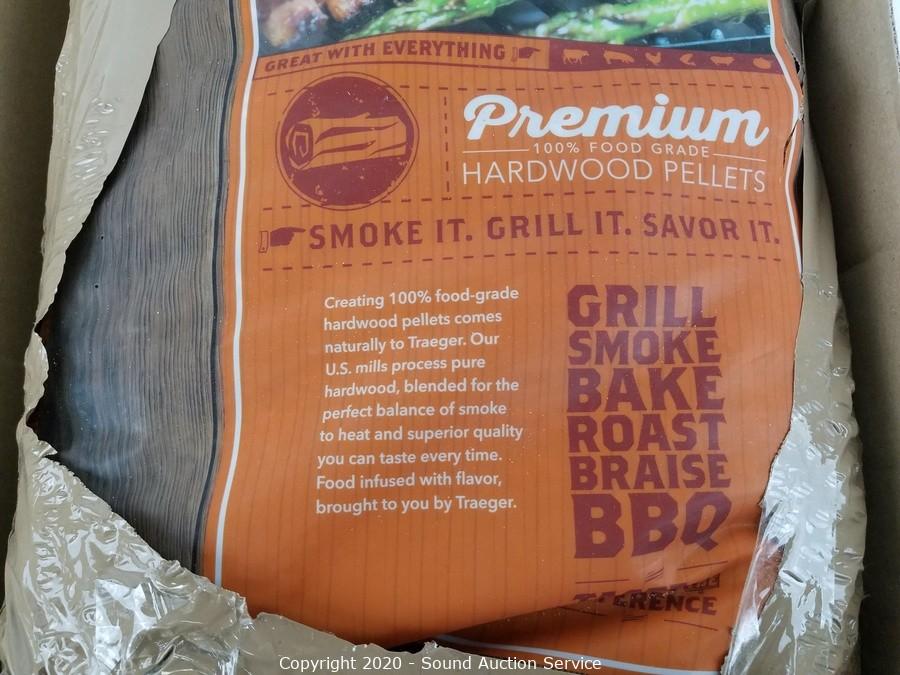 GREAT WITH EVERYTHING
Premium
100% FOOD GRADE
HARDWOOD PELLETS
SMOKE IT. GRILL IT. SAVOR IT.
Creating 100% food-grade
hardwood pellets comes
naturally to Traeger. Our
U.S. mills process pure
hardwood, blended for the
perfect balance of smoke
to heat and superior quality
you can taste every time.
Food infused with flavor,
brought to you by Traeger.
GRILL
SMOKE
BAKE
ROAST
BRAISE
BBQ
Copyright 2020 - Sound Auction Service